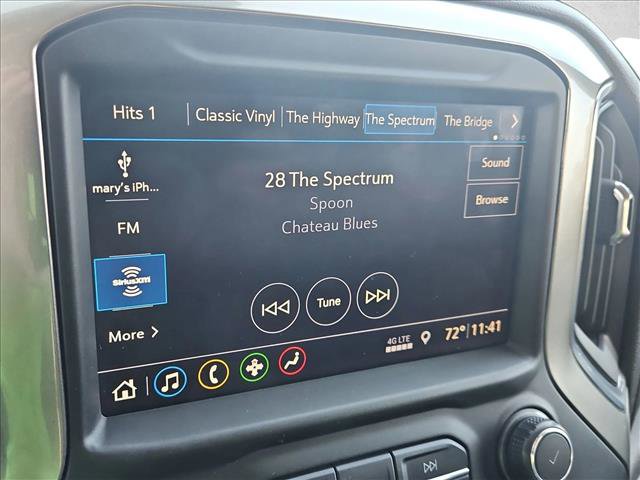 Hits 1 Classic Vinyl The Highway The Spectrum The Bridge
mary's iPh...
FM
SiriusXM
More
28 The Spectrum
Spoon
Chateau Blues
Sound
Browse
Tune
4G LTE 72° 11:41